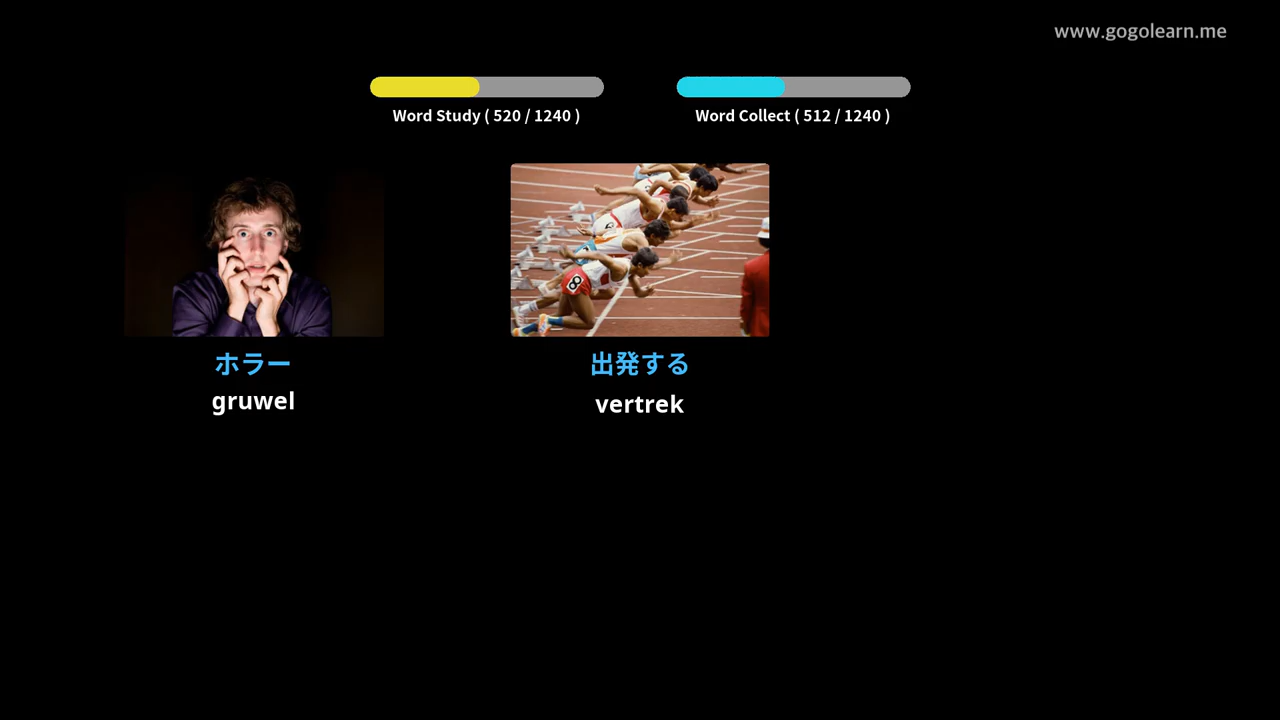 www.gogolearn.me
Word Study ( 520 / 1240 )
Word Collect ( 512 / 1240 )
8
ホラー
出発する
gruwel
vertrek